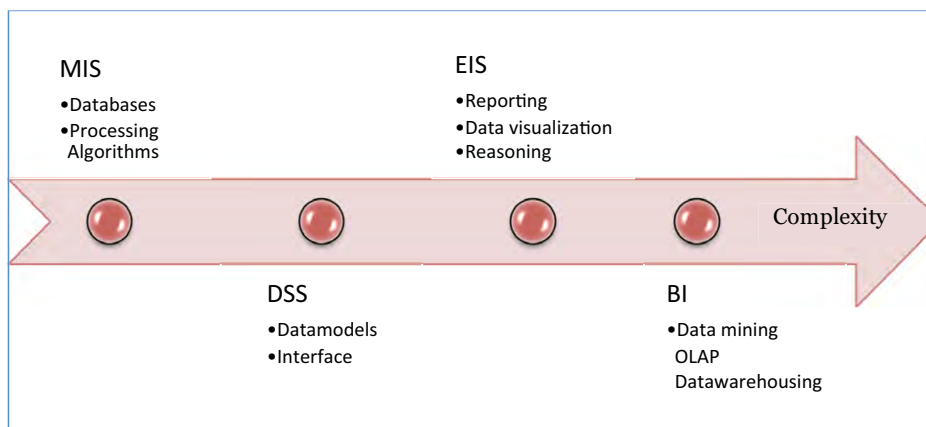 MIS
•Databases
•Processing
Algorithms
EIS
•Reporting
•Data visualization
•Reasoning
Complexity
DSS
•Datamodels
•Interface
BI
•Data mining
OLAP
Datawarehousing